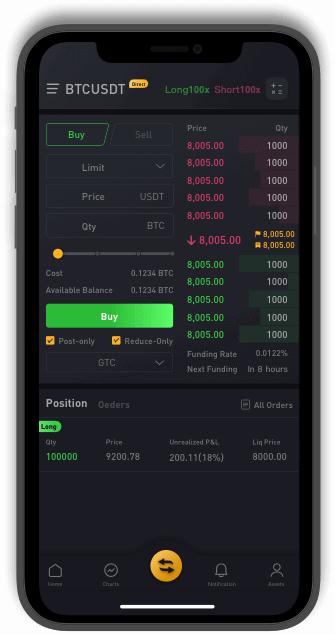 BTCUSDT Direct Long100x Short100x
Buy Sell
Limit
Price USDT
Qty BTC
Cost 0.1234 BTC
Available Balance 0.1234 BTC
Buy
Post-only Reduce-Only
GTC
Price Qty
8,005.00 1000
8,005.00 1000
8,005.00 1000
8,005.00 1000
8,005.00 1000
8,005.00 8,005.00
8,005.00
8,005.00 1000
8,005.00 1000
8,005.00 1000
8,005.00 1000
8,005.00 1000
Funding Rate 0.0122%
Next Funding In 8 hours
Position Oeders All Orders
Long
Qty Price Unrealized P&L Liq Price
100000 9200.78 200.11(18%) 8000.00
Home Charts Notification Assets